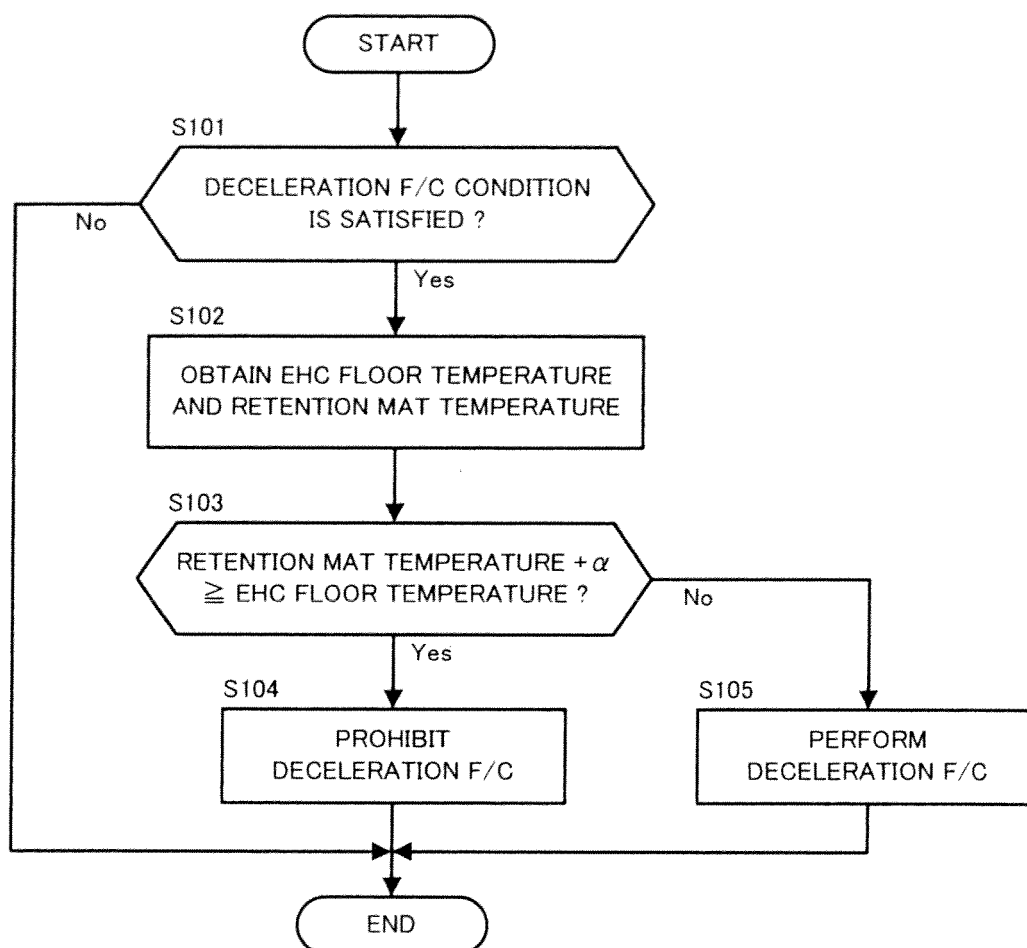 START
S101
DECELERATION F/C CONDITION
IS SATISFIED ?
No
Yes
S102
OBTAIN EHC FLOOR TEMPERATURE
AND RETENTION MAT TEMPERATURE
S103
RETENTION MAT TEMPERATURE + α
≧ EHC FLOOR TEMPERATURE ?
No
Yes
S104
PROHIBIT
DECELERATION F/C
S105
PERFORM
DECELERATION F/C
END